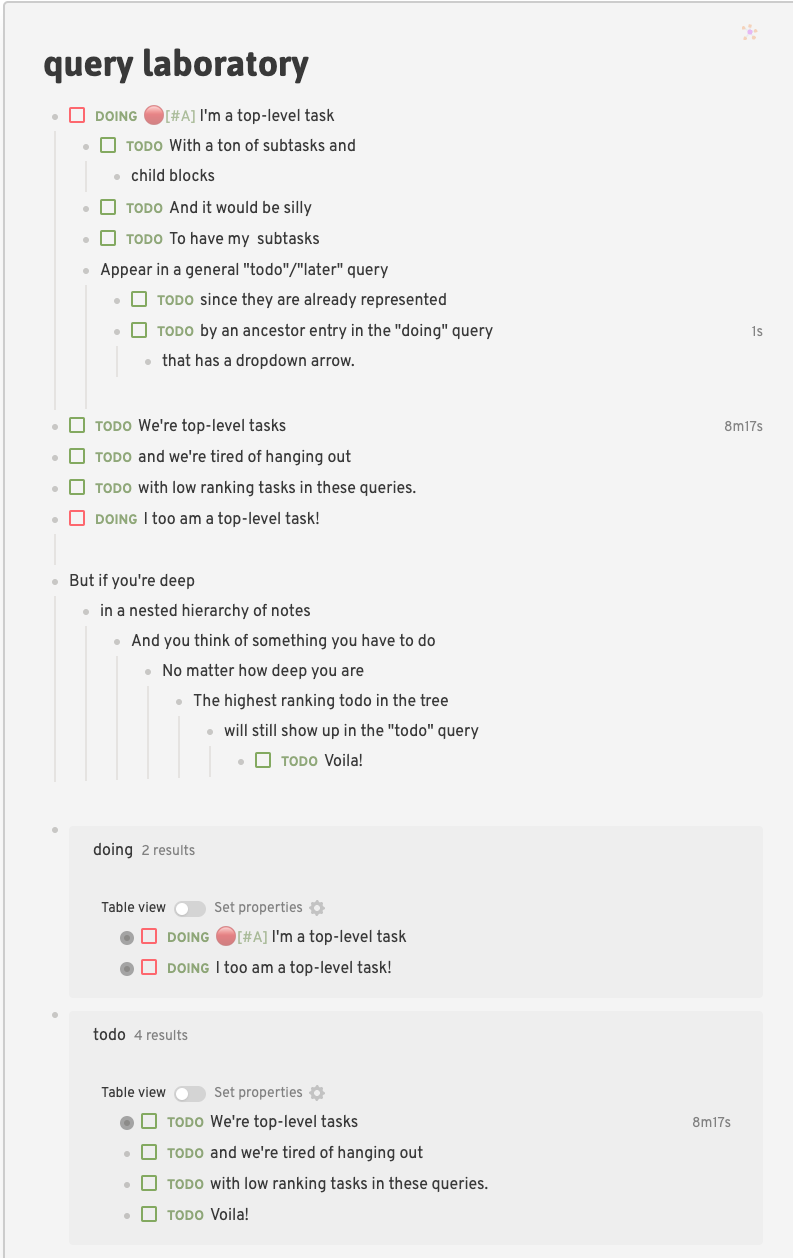 query laboratory
DOING [#A] I'm a top-level task
TODO With a ton of subtasks and
child blocks
TODO And it would be silly
TODO To have my  subtasks
Appear in a general "todo"/"later" query
TODO since they are already represented
TODO by an ancestor entry in the "doing" query 1s
that has a dropdown arrow.
TODO We're top-level tasks 8m17s
TODO and we're tired of hanging out
TODO with low ranking tasks in these queries.
DOING I too am a top-level task!
But if you're deep
in a nested hierarchy of notes
And you think of something you have to do
No matter how deep you are
The highest ranking todo in the tree
will still show up in the "todo" query
TODO Voila!
doing 2 results
Table view Set properties
DOING [#A] I'm a top-level task
DOING I too am a top-level task!
todo 4 results
Table view Set properties
TODO We're top-level tasks 8m17s
TODO and we're tired of hanging out
TODO with low ranking tasks in these queries.
TODO Voila!